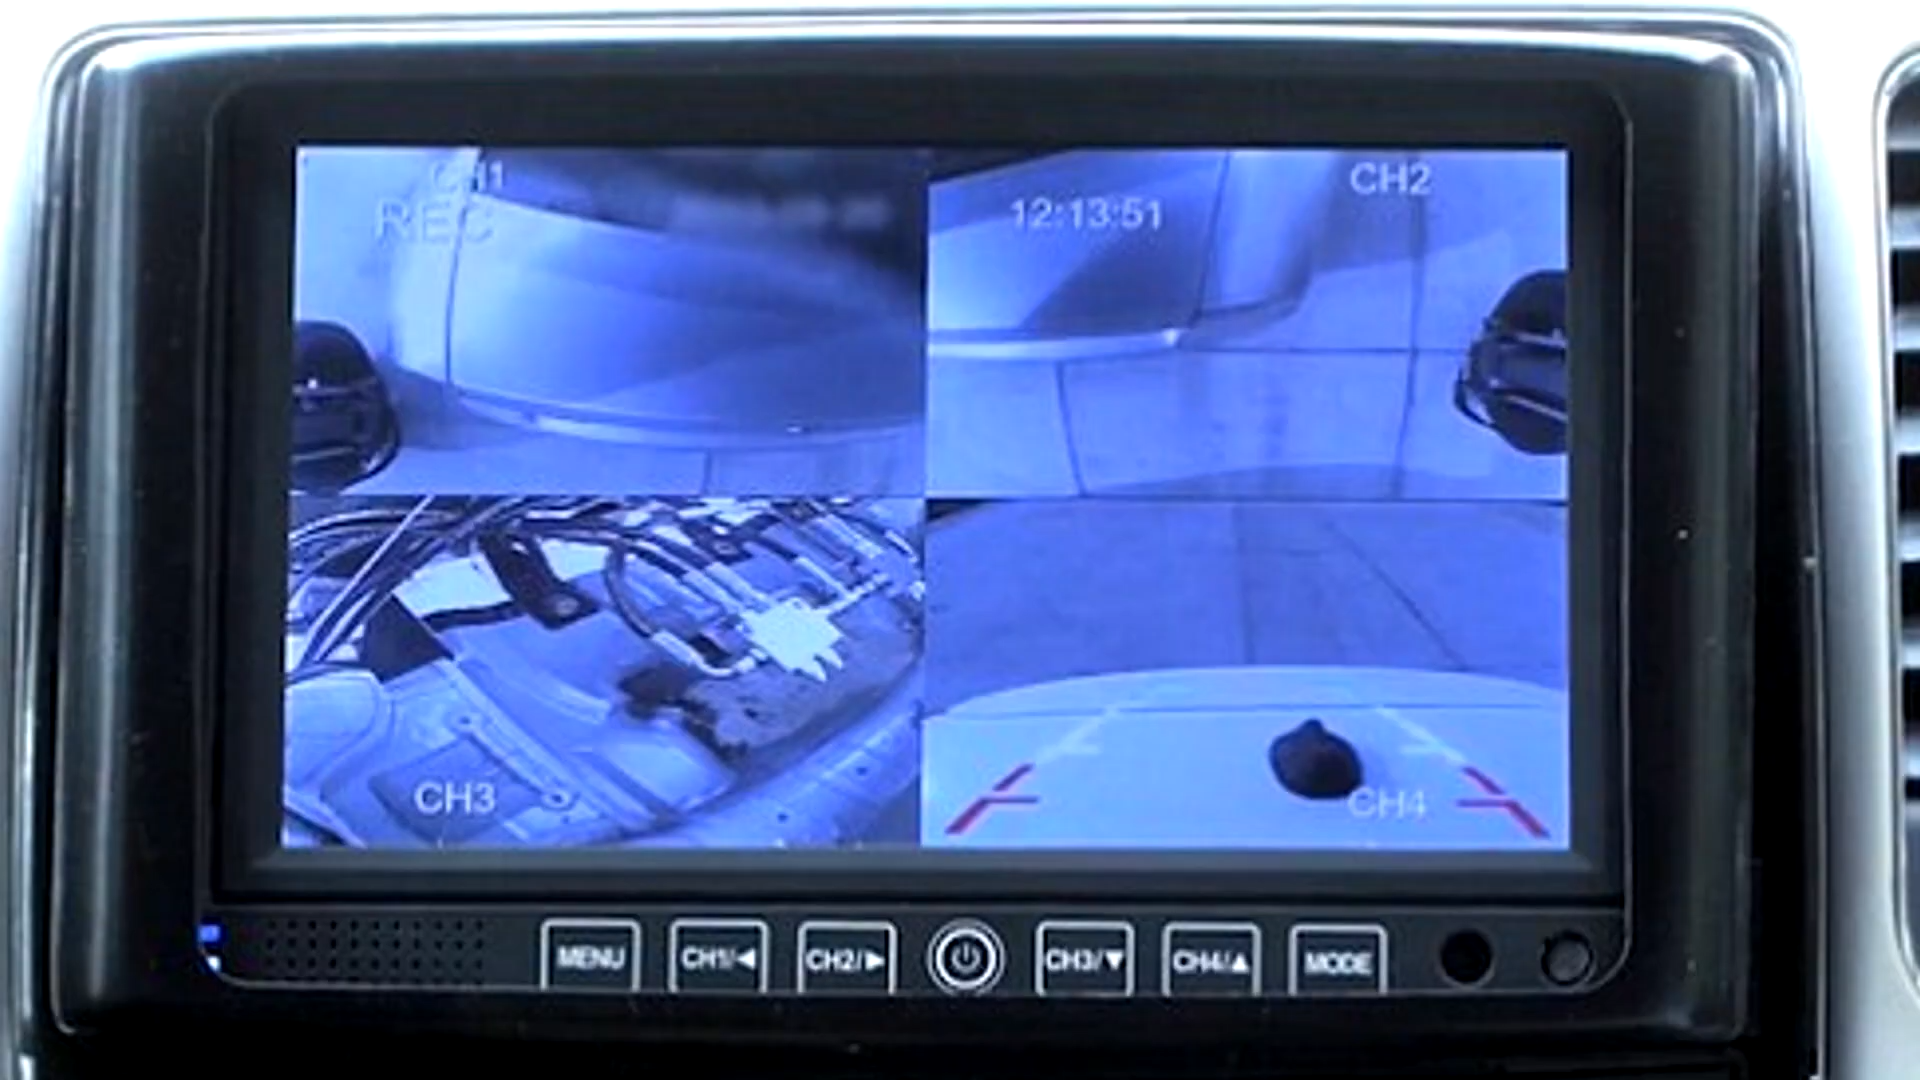 CH1
REC
CH2
12:13:51
CH3
CH4
MENU
CH1/◀
CH2/▶
CH3/▼
CH4/▲
MODE